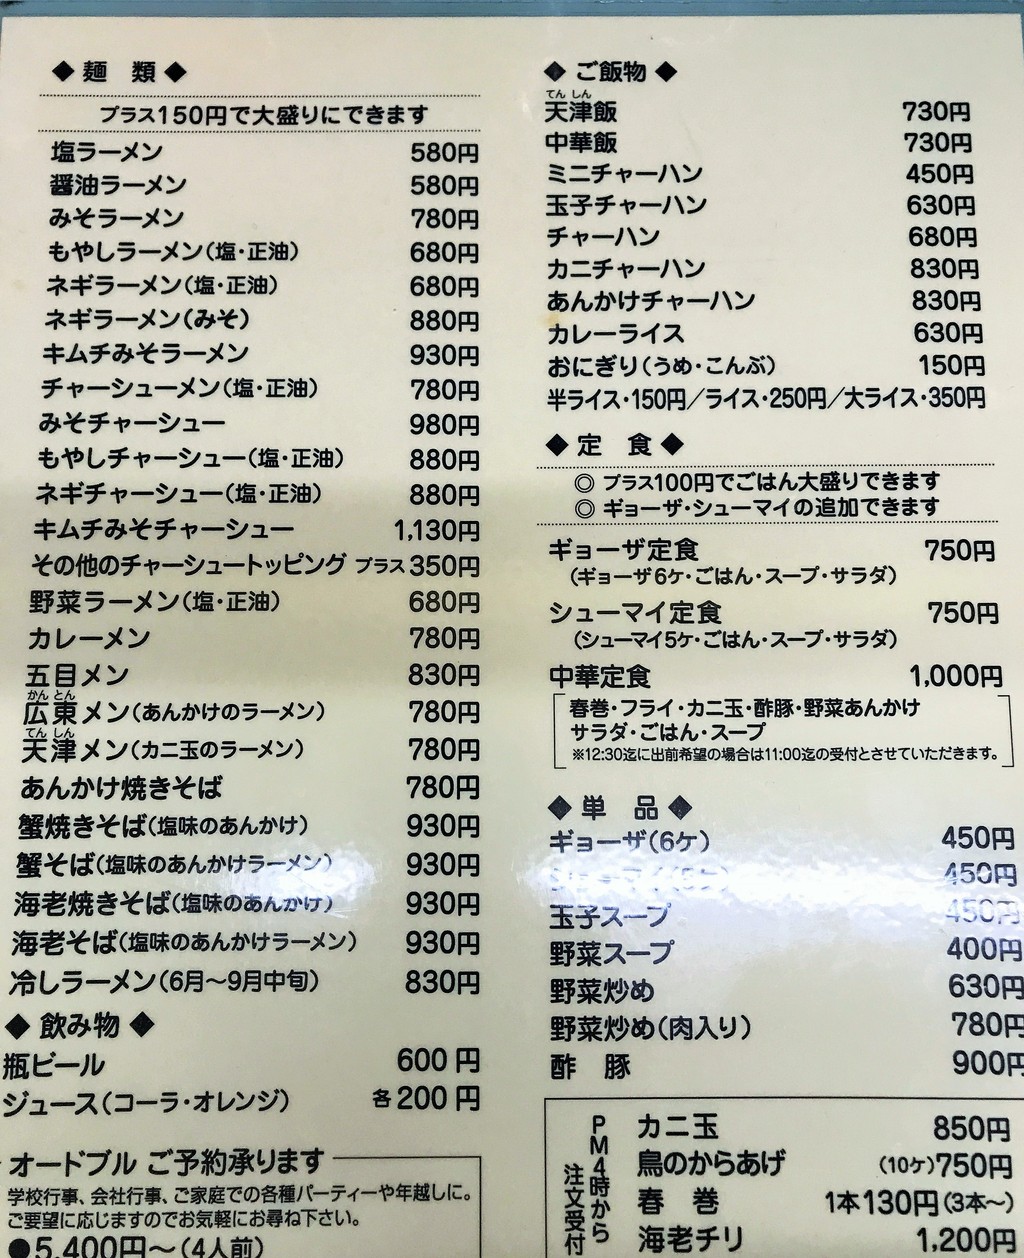 ◆ 麺 類 ◆
プラス150円で大盛りにできます
塩ラーメン 580円
醤油ラーメン 580円
みそラーメン 780円
もやしラーメン(塩・正油) 680円
ネギラーメン(塩・正油) 680円
ネギラーメン(みそ) 880円
キムチみそラーメン 930円
チャーシューメン(塩・正油) 780円
みそチャーシュー 980円
もやしチャーシュー(塩・正油) 880円
ネギチャーシュー(塩・正油) 880円
キムチみそチャーシュー 1,130円
その他のチャーシュートッピング プラス350円
野菜ラーメン(塩・正油) 680円
カレーメン 780円
五目メン 830円
かんとん
広東メン(あんかけのラーメン) 780円
てんしん
天津メン(カニ玉のラーメン) 780円
あんかけ焼きそば 780円
蟹焼きそば(塩味のあんかけ) 930円
蟹そば(塩味のあんかけラーメン) 930円
海老焼きそば(塩味のあんかけ) 930円
海老そば(塩味のあんかけラーメン) 930円
冷しラーメン(6月〜9月中旬) 830円
◆ 飲み物 ◆
瓶ビール 600円
ジュース(コーラ・オレンジ) 各200円
オードブル ご予約承ります
学校行事、会社行事、ご家庭での各種パーティーや年越しに。
ご要望に応じますのでお気軽にお尋ね下さい。
●5,400円〜(4人前)
◆ ご飯物 ◆
てんしん
天津飯 730円
中華飯 730円
ミニチャーハン 450円
玉子チャーハン 630円
チャーハン 680円
カニチャーハン 830円
あんかけチャーハン 830円
カレーライス 630円
おにぎり(うめ・こんぶ) 150円
半ライス・150円/ライス・250円/大ライス・350円
◆ 定 食 ◆
◎ プラス100円でごはん大盛りできます
◎ ギョーザ・シューマイの追加できます
ギョーザ定食 750円
(ギョーザ6ケ・ごはん・スープ・サラダ)
シューマイ定食 750円
(シューマイ5ケ・ごはん・スープ・サラダ)
中華定食 1,000円
春巻・フライ・カニ玉・酢豚・野菜あんかけ
サラダ・ごはん・スープ
※12:30迄に出前希望の場合は11:00迄の受付とさせていただきます。
◆ 単 品 ◆
ギョーザ(6ケ) 450円
シューマイ(5ケ) 450円
玉子スープ 450円
野菜スープ 400円
野菜炒め 630円
野菜炒め(肉入り) 780円
酢 豚 900円
PM4時から
注文受付
カニ玉 850円
鳥のからあげ (10ケ)750円
春 巻 1本130円(3本〜)
海老チリ 1,200円